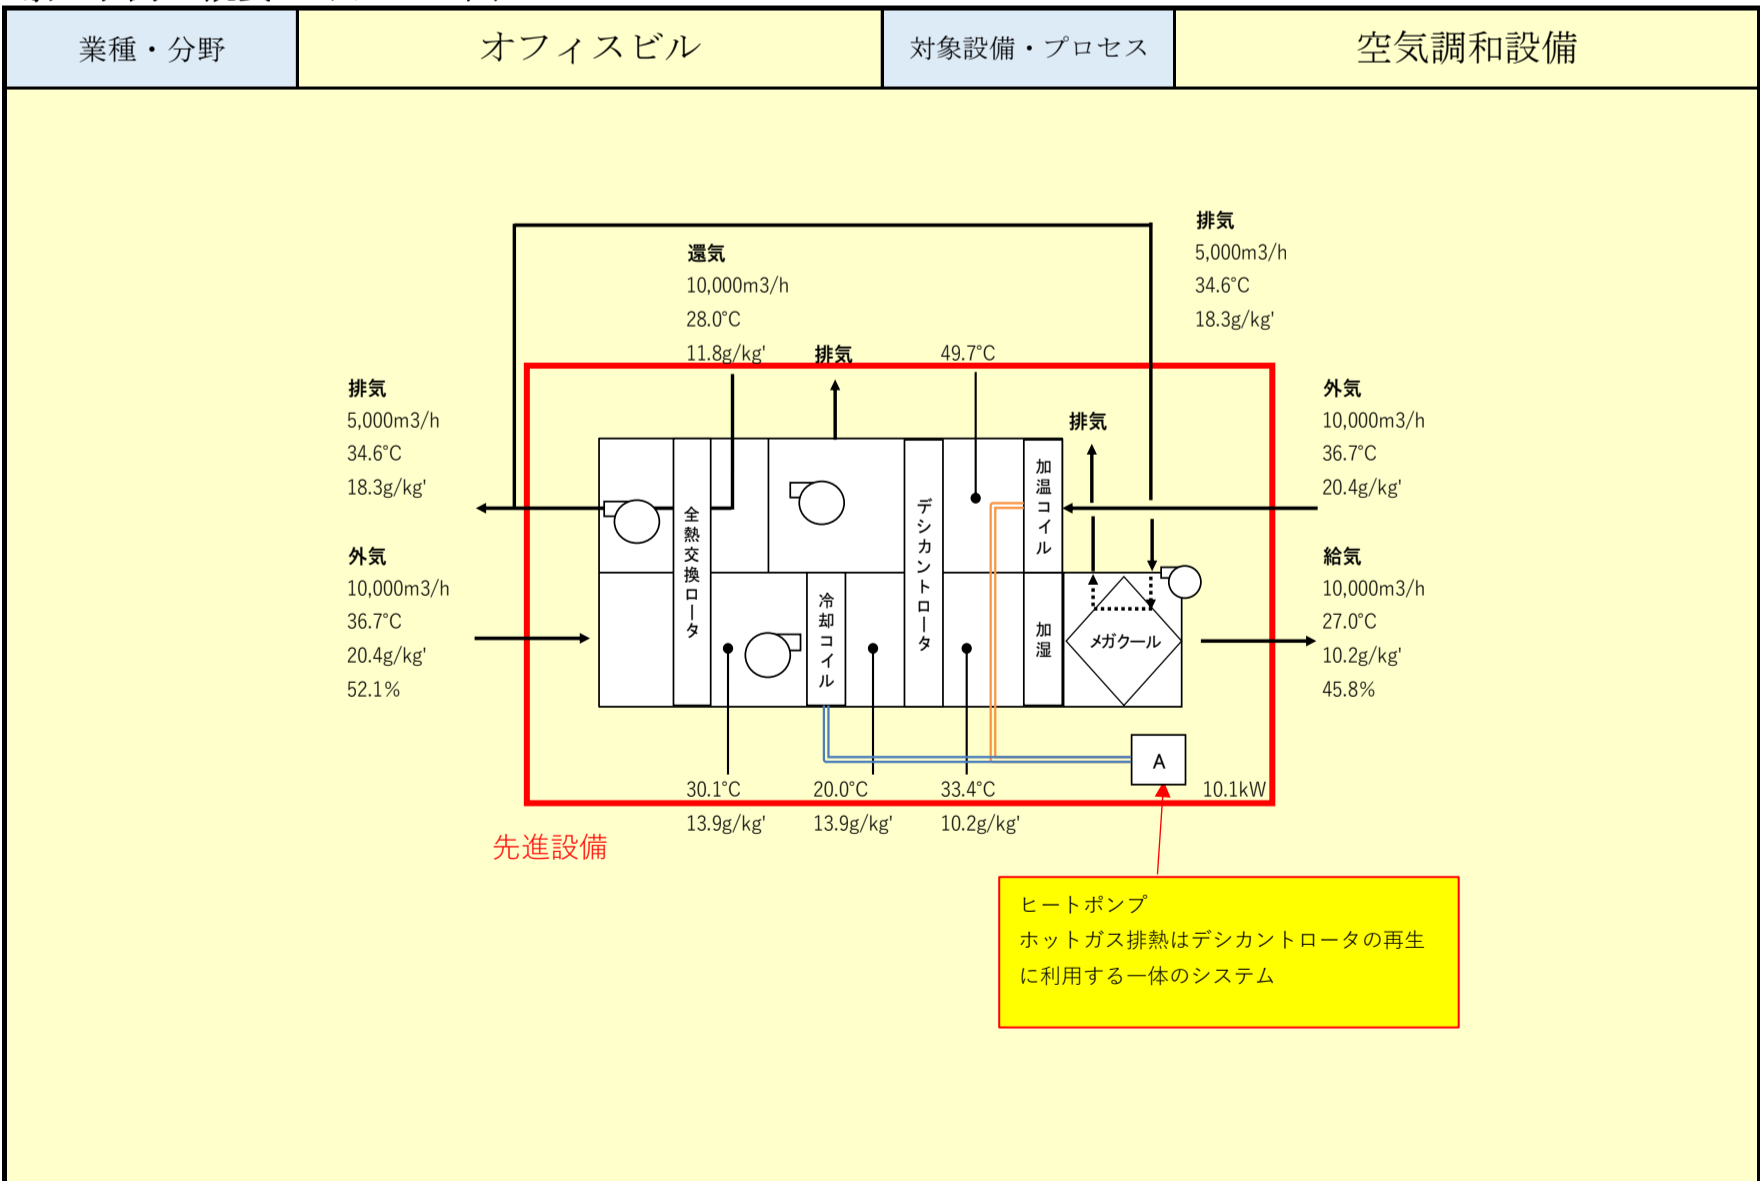 業種・分野
オフィスビル
対象設備・プロセス
空気調和設備
排気
5,000m3/h
34.6°C
18.3g/kg'
還気
10,000m3/h
28.0°C
11.8g/kg'
排気
49.7°C
排気
5,000m3/h
34.6°C
18.3g/kg'
外気
10,000m3/h
36.7°C
20.4g/kg'
排気
外気
10,000m3/h
36.7°C
20.4g/kg'
52.1%
給気
10,000m3/h
27.0°C
10.2g/kg'
45.8%
全熱交換ロータ
冷却コイル
デシカントロータ
加温コイル
加湿
メガクール
A
10.1kW
30.1°C
13.9g/kg'
20.0°C
13.9g/kg'
33.4°C
10.2g/kg'
先進設備
ヒートポンプ
ホットガス排熱はデシカントロータの再生
に利用する一体のシステム